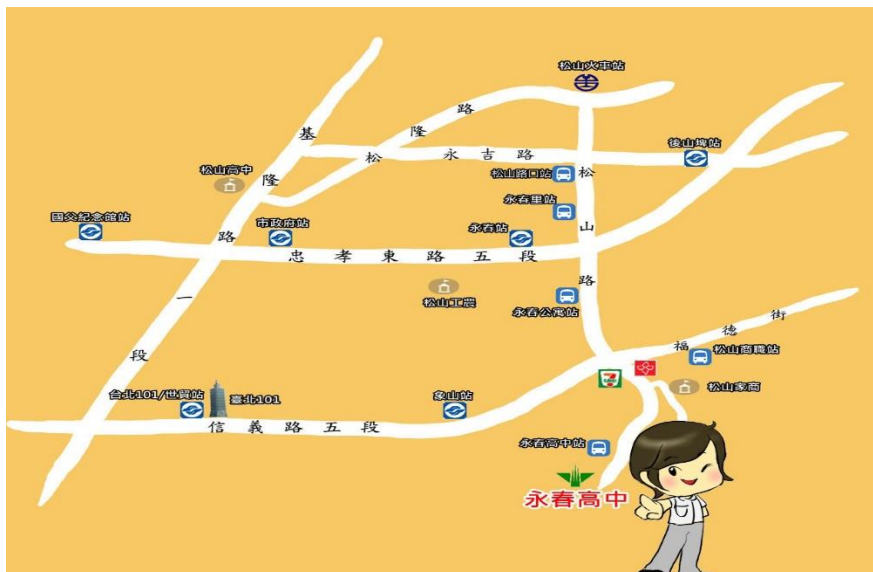 松山火車站
基隆路一段
松隆路
永吉路
後山埤站
松山高中
松山路口站
松山路
永春里站
國父紀念館站
市政府站
永春站
忠孝東路五段
松山工農
永春公寓站
福德街
松山商職站
7
ELEVEN
松山家商
台北101/世貿站
臺北101
象山站
信義路五段
永春高中站
永春高中